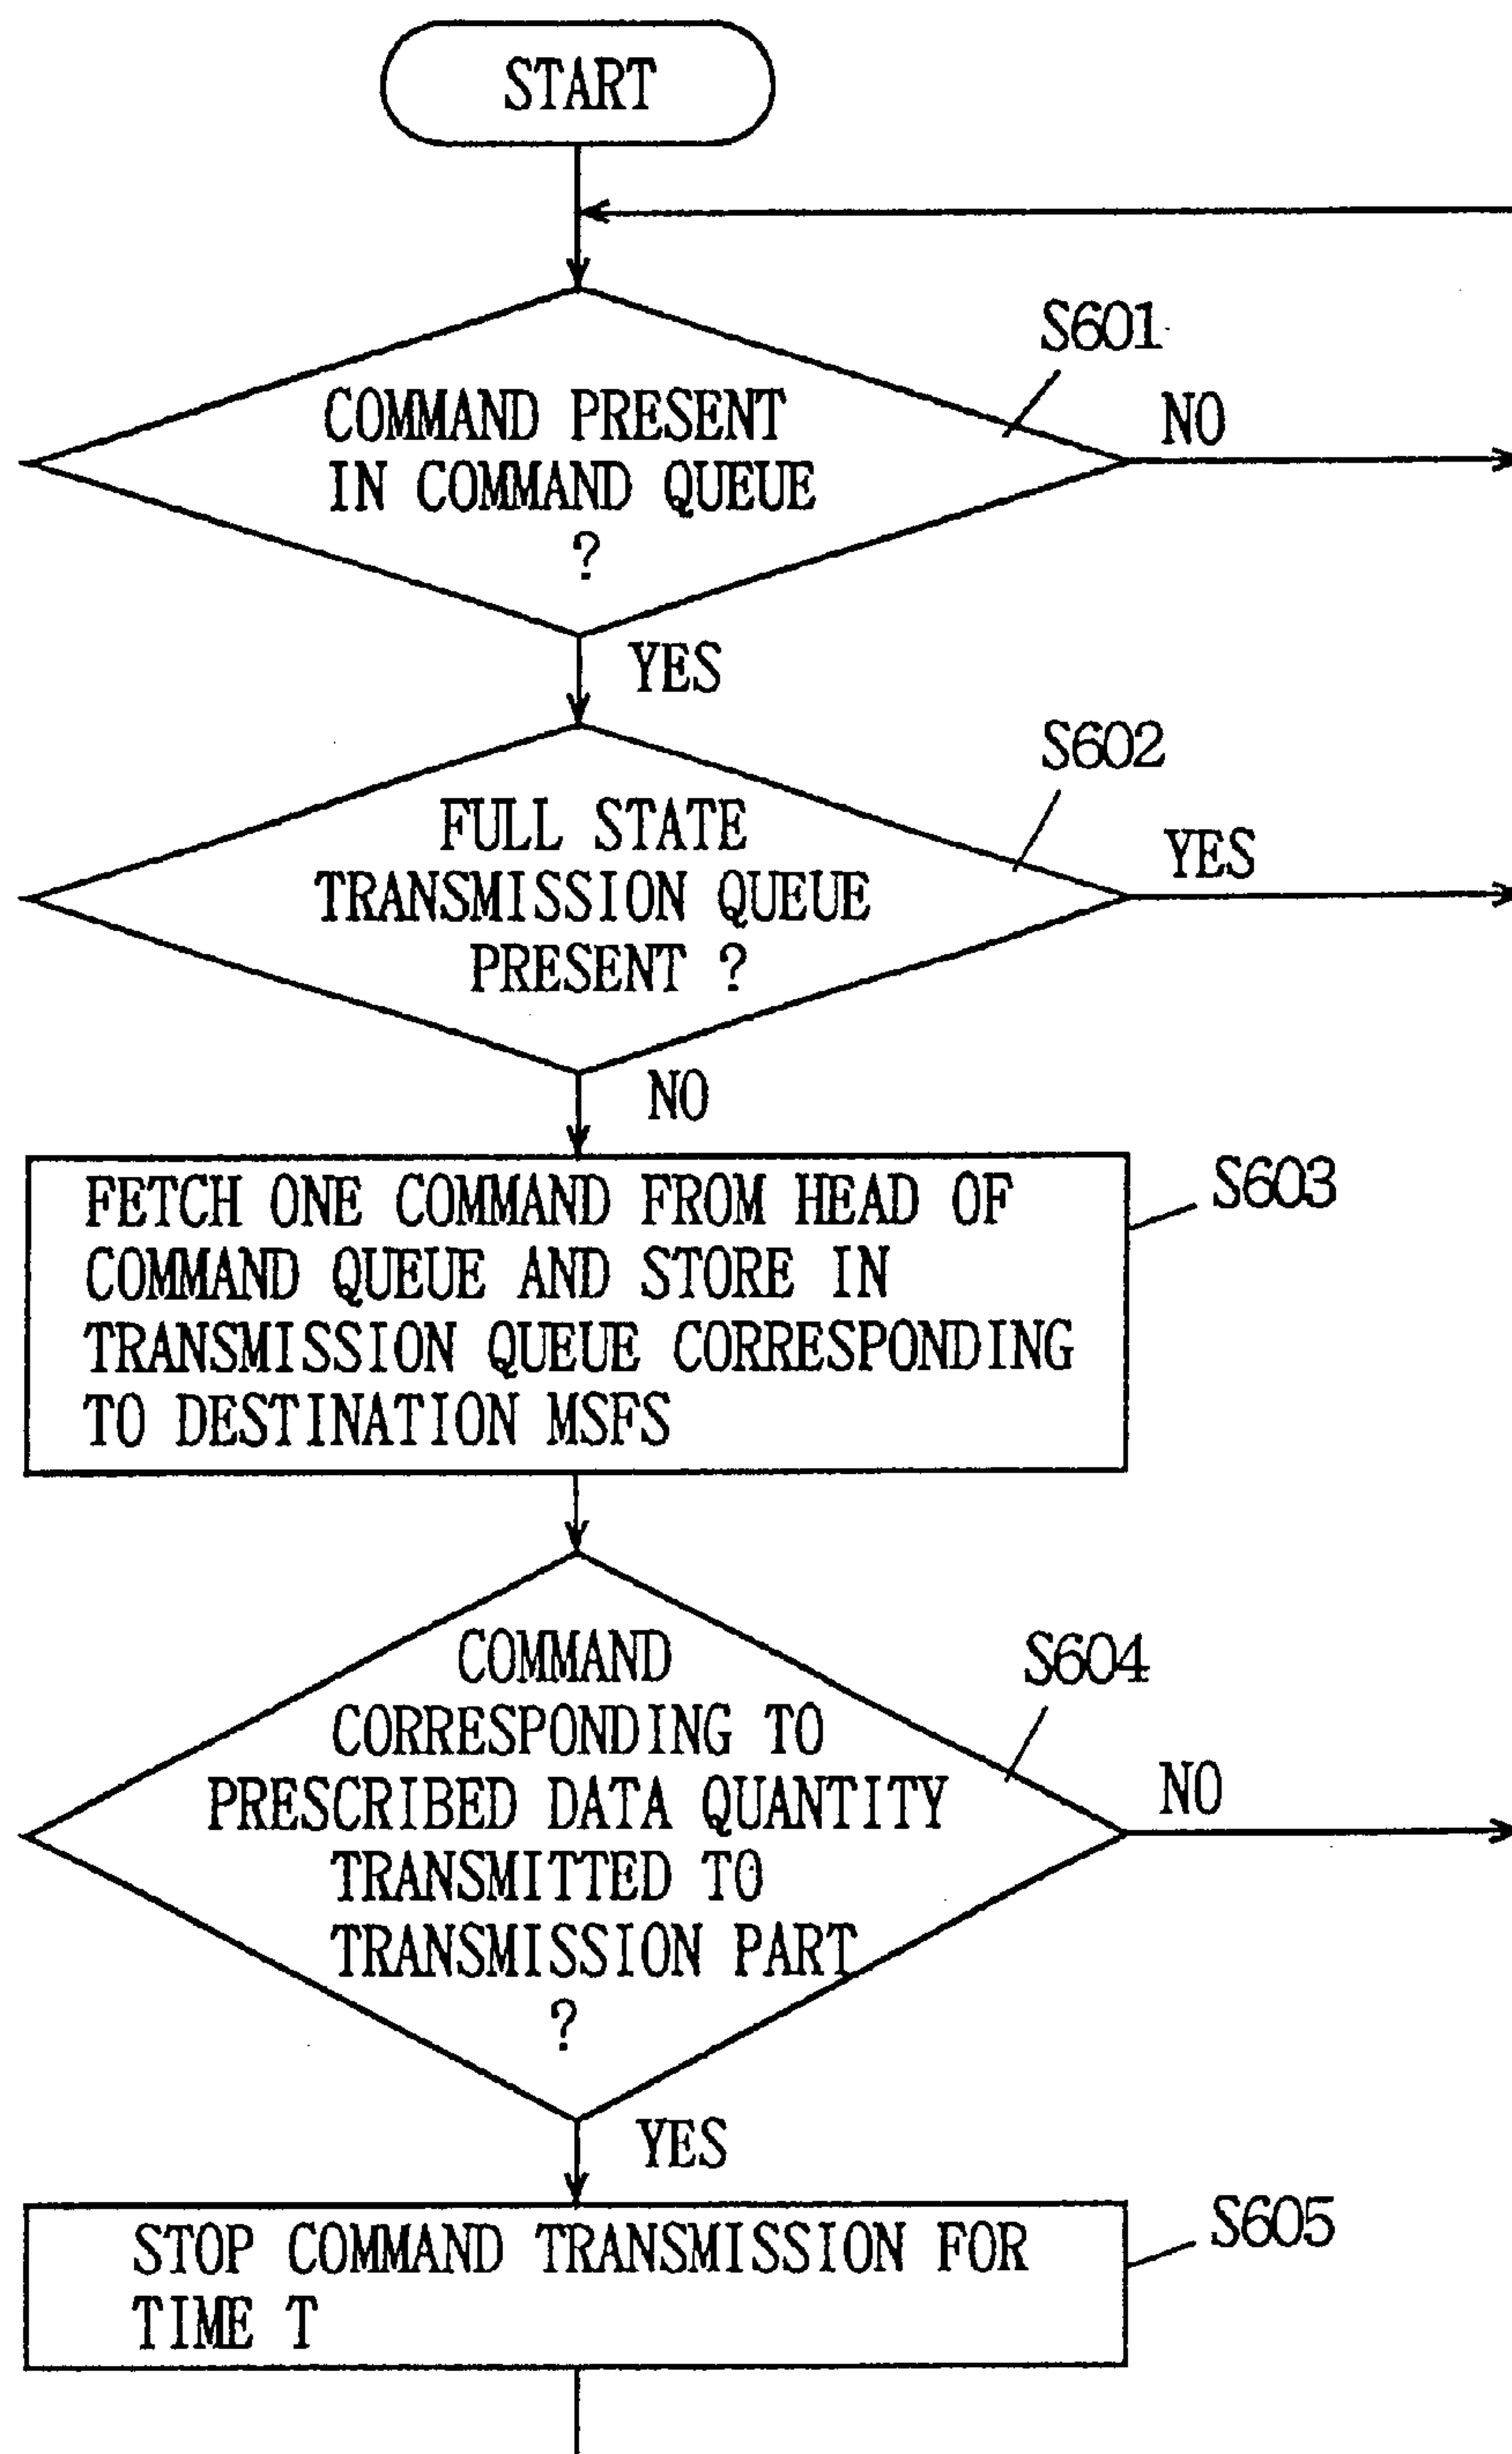 START
S601
COMMAND PRESENT
IN COMMAND QUEUE
?
NO
YES
S602
FULL STATE
TRANSMISSION QUEUE
PRESENT ?
YES
NO
S603
FETCH ONE COMMAND FROM HEAD OF
COMMAND QUEUE AND STORE IN
TRANSMISSION QUEUE CORRESPONDING
TO DESTINATION MSFS
S604
COMMAND
CORRESPONDING TO
PRESCRIBED DATA QUANTITY
TRANSMITTED TO
TRANSMISSION PART
?
NO
YES
S605
STOP COMMAND TRANSMISSION FOR
TIME T